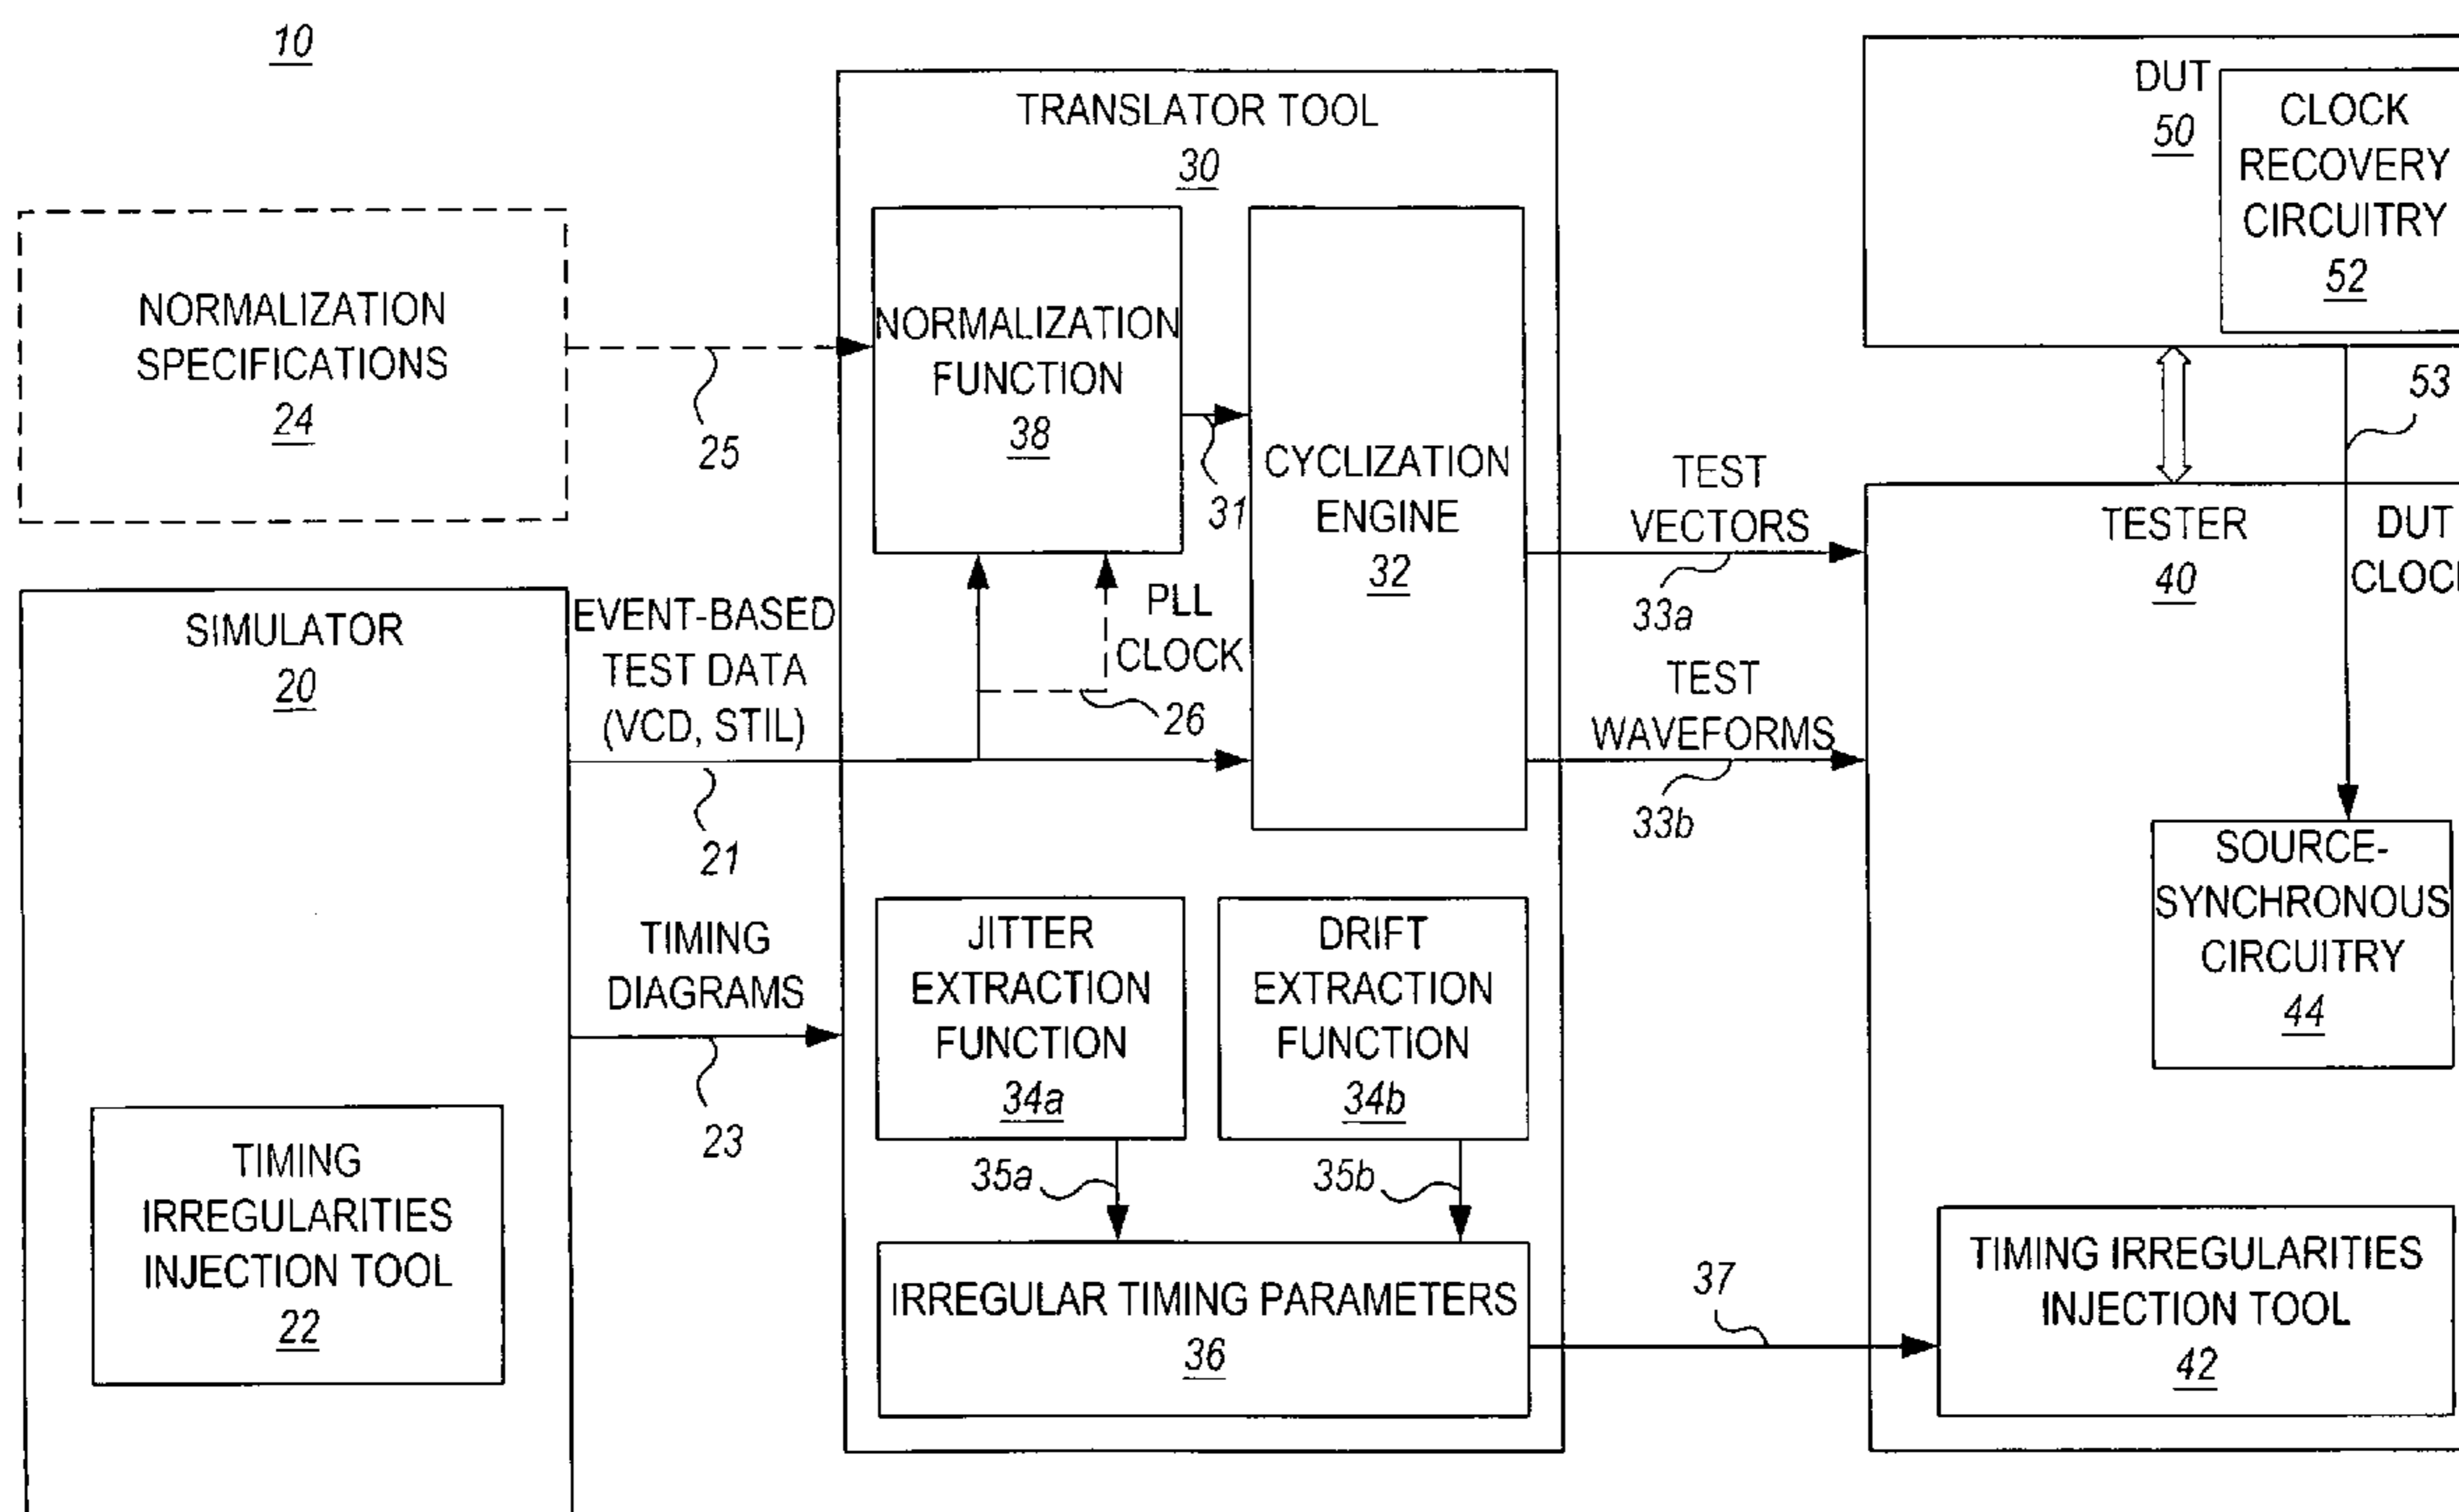 10
NORMALIZATION
SPECIFICATIONS
24
25
SIMULATOR
20
TIMING
IRREGULARITIES
INJECTION TOOL
22
EVENT-BASED
TEST DATA
(VCD, STIL)
21
TIMING
DIAGRAMS
23
TRANSLATOR TOOL
30
NORMALIZATION
FUNCTION
38
31
PLL
CLOCK
26
CYCLIZATION
ENGINE
32
JITTER
EXTRACTION
FUNCTION
34a
DRIFT
EXTRACTION
FUNCTION
34b
35a
35b
IRREGULAR TIMING PARAMETERS
36
37
TEST
VECTORS
33a
TEST
WAVEFORMS
33b
DUT
50
CLOCK
RECOVERY
CIRCUITRY
52
53
TESTER
40
DUT
CLOC
SOURCE-
SYNCHRONOUS
CIRCUITRY
44
TIMING IRREGULARITIES
INJECTION TOOL
42